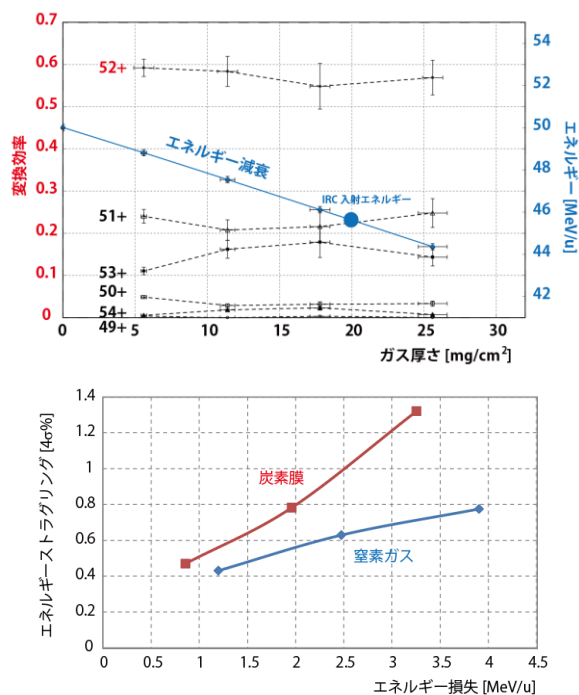 0.7
0.6
0.5
0.4
0.3
0.2
0.1
0
変換効率
52+
51+
53+
50+
54+
49+
エネルギー減衰
IRC 入射エネルギー
54
52
50
48
46
44
42
エネルギー [MeV/u]
0 5 10 15 20 25 30
ガス厚さ [mg/cm²]
1.4
1.2
1
0.8
0.6
0.4
0.2
0
エネルギーストラグリング [4σ%]
炭素膜
窒素ガス
0 0.5 1 1.5 2 2.5 3 3.5 4 4.5
エネルギー損失 [MeV/u]